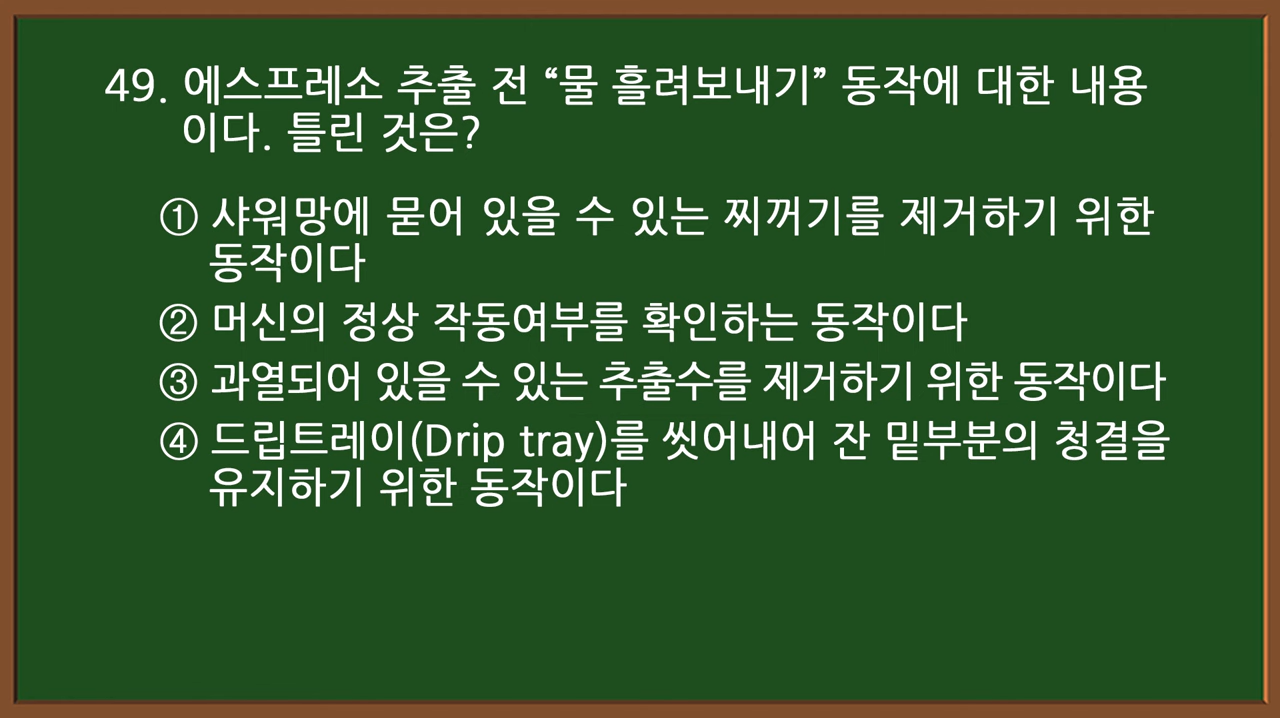 49. 에스프레소 추출 전 “물 흘려보내기” 동작에 대한 내용
이다. 틀린 것은?
① 샤워망에 묻어 있을 수 있는 찌꺼기를 제거하기 위한
동작이다
② 머신의 정상 작동여부를 확인하는 동작이다
③ 과열되어 있을 수 있는 추출수를 제거하기 위한 동작이다
④ 드립트레이(Drip tray)를 씻어내어 잔 밑부분의 청결을
유지하기 위한 동작이다